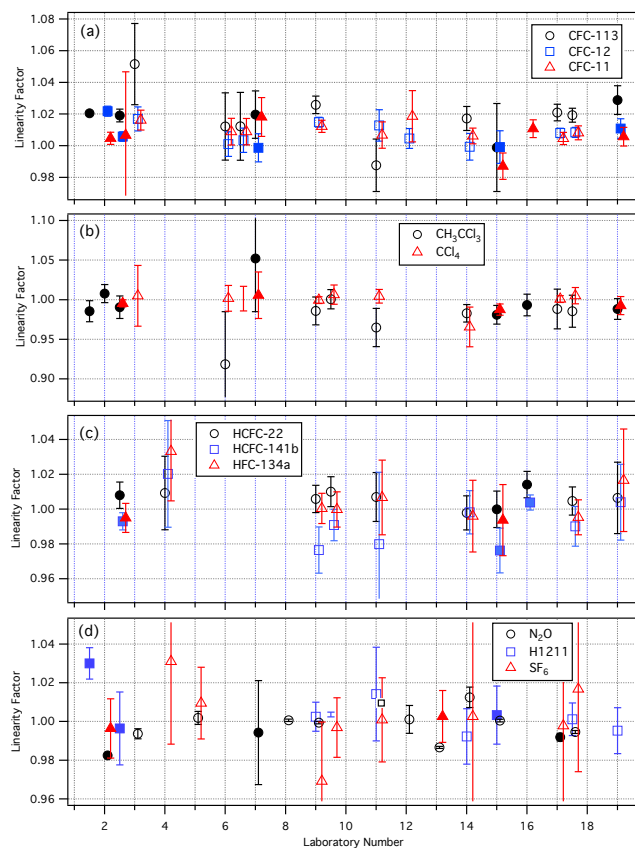 (a)
CFC-113
CFC-12
CFC-11
1.08
1.06
1.04
1.02
1.00
0.98
Linearity Factor
(b)
CH₃CCl₃
CCl₄
1.10
1.05
1.00
0.95
0.90
Linearity Factor
(c)
HCFC-22
HCFC-141b
HFC-134a
1.04
1.02
1.00
0.98
0.96
Linearity Factor
(d)
N₂O
H1211
SF₆
1.04
1.02
1.00
0.98
0.96
Linearity Factor
2 4 6 8 10 12 14 16 18
Laboratory Number